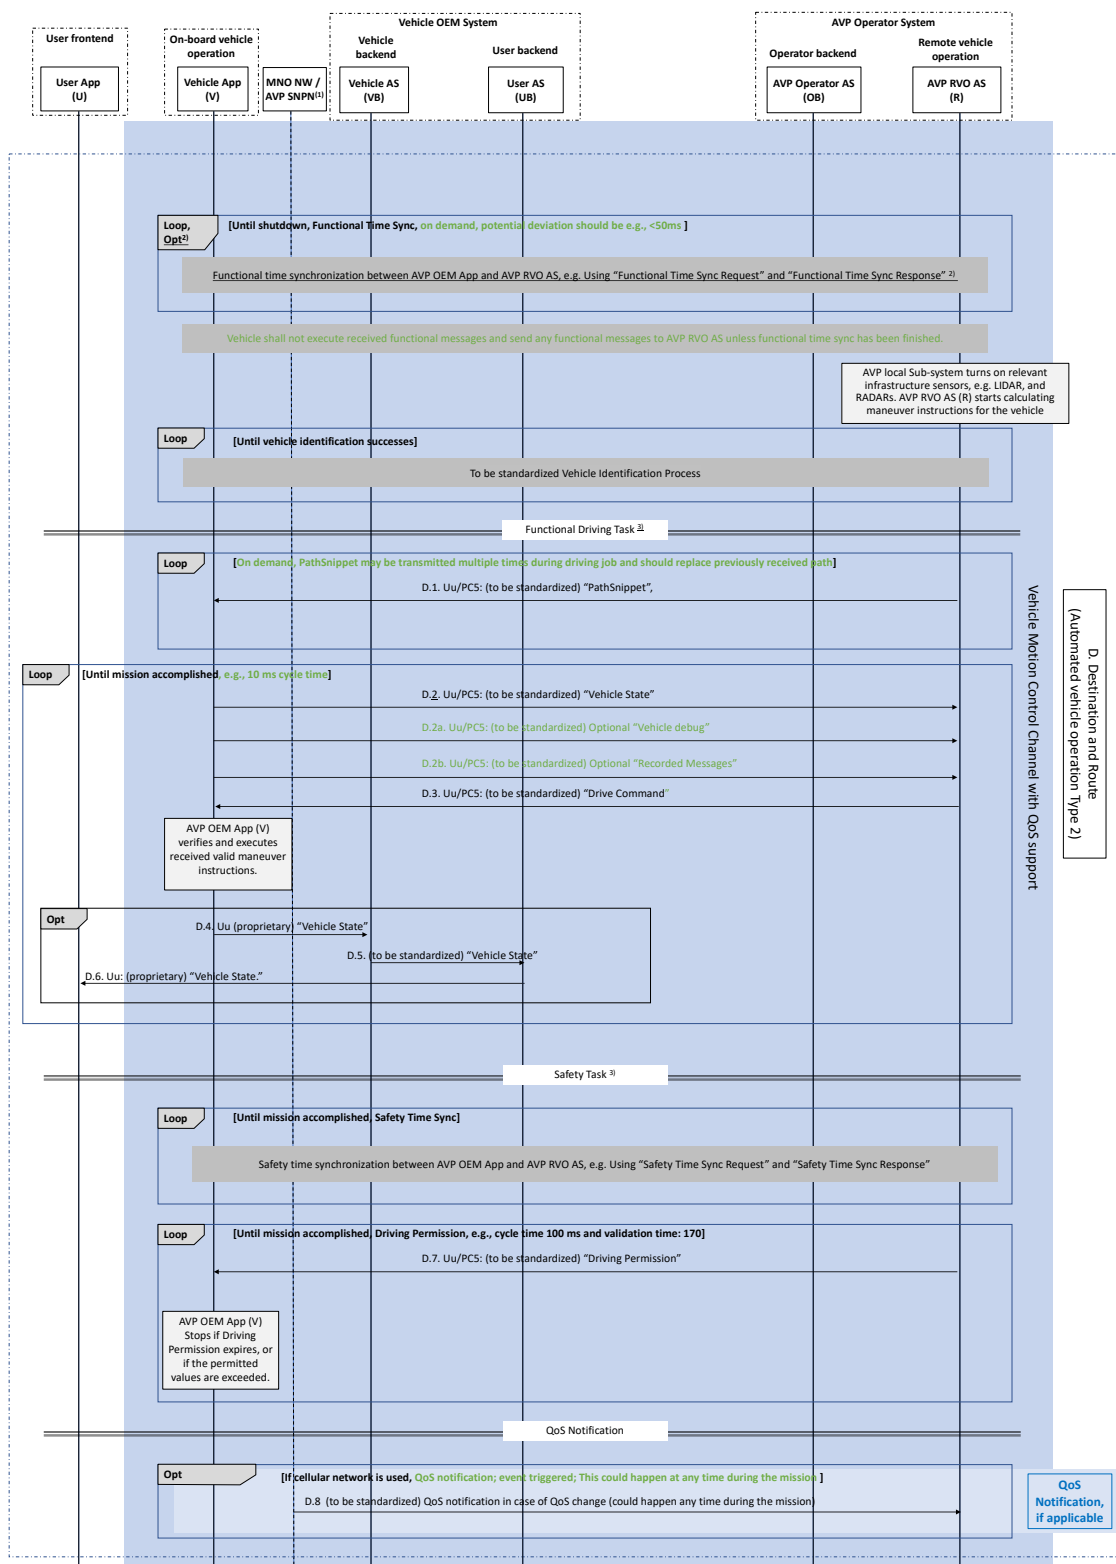 Vehicle OEM System
AVP Operator System
User frontend
On-board vehicle
operation
Vehicle
backend
User backend
Operator backend
Remote vehicle
operation
User App
(U)
Vehicle App
(V)
MNO NW /
AVP SNPN(1)
Vehicle AS
(VB)
User AS
(UB)
AVP Operator AS
(OB)
AVP RVO AS
(R)
Loop,
Opt2)
[Until shutdown, Functional Time Sync, on demand, potential deviation should be e.g., <50ms ]
Functional time synchronization between AVP OEM App and AVP RVO AS, e.g. Using “Functional Time Sync Request” and “Functional Time Sync Response” 2)
Vehicle shall not execute received functional messages and send any functional messages to AVP RVO AS unless functional time sync has been finished.
AVP local Sub-system turns on relevant
infrastructure sensors, e.g. LIDAR, and
RADARs. AVP RVO AS (R) starts calculating
maneuver instructions for the vehicle
Loop
[Until vehicle identification successes]
To be standardized Vehicle Identification Process
Functional Driving Task 3)
Loop
[On demand, PathSnippet may be transmitted multiple times during driving job and should replace previously received path]
D.1. Uu/PC5: (to be standardized) “PathSnippet”,
Vehicle Motion Control Channel with QoS support
D. Destination and Route
(Automated vehicle operation Type 2)
Loop
[Until mission accomplished, e.g., 10 ms cycle time]
D.2. Uu/PC5: (to be standardized) “Vehicle State”
D.2a. Uu/PC5: (to be standardized) Optional “Vehicle debug”
D.2b. Uu/PC5: (to be standardized) Optional “Recorded Messages”
D.3. Uu/PC5: (to be standardized) “Drive Command”
AVP OEM App (V)
verifies and executes
received valid maneuver
instructions.
Opt
D.4. Uu (proprietary) “Vehicle State”
D.5. (to be standardized) “Vehicle State”
D.6. Uu: (proprietary) “Vehicle State.”
Safety Task 3)
Loop
[Until mission accomplished, Safety Time Sync]
Safety time synchronization between AVP OEM App and AVP RVO AS, e.g. Using “Safety Time Sync Request” and “Safety Time Sync Response”
Loop
[Until mission accomplished, Driving Permission, e.g., cycle time 100 ms and validation time: 170]
D.7. Uu/PC5: (to be standardized) “Driving Permission”
AVP OEM App (V)
Stops if Driving
Permission expires, or
if the permitted
values are exceeded.
QoS Notification
Opt
[If cellular network is used, QoS notification; event triggered; This could happen at any time during the mission ]
D.8 (to be standardized) QoS notification in case of QoS change (could happen any time during the mission)
QoS
Notification,
if applicable